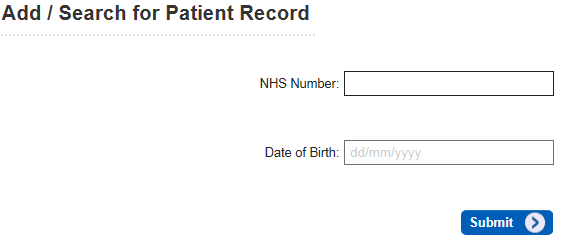 Add / Search for Patient Record
NHS Number:
Date of Birth: dd/mm/yyyy
Submit